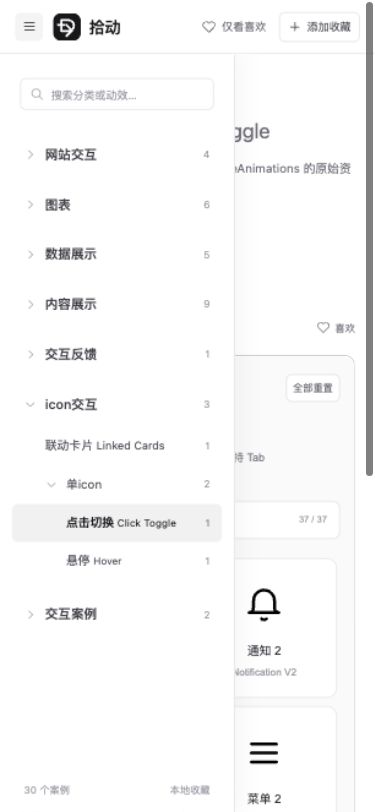 拾动
仅看喜欢
+ 添加收藏
搜索分类或动效...
网站交互 4
图表 6
数据展示 5
内容展示 9
交互反馈 1
icon交互 3
联动卡片 Linked Cards 1
单icon 2
点击切换 Click Toggle 1
悬停 Hover 1
交互案例 2
30 个案例
本地收藏
ggle
Animations 的原始资
喜欢
全部重置
持 Tab
37 / 37
通知 2
Notification V2
菜单 2